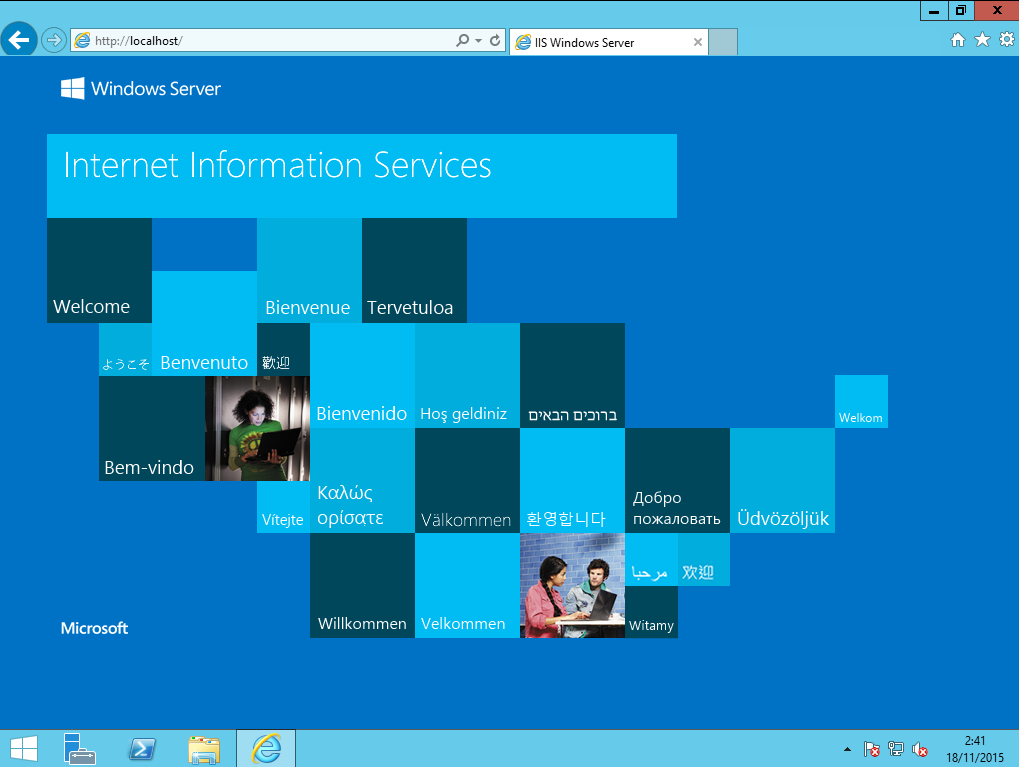 http://localhost/
IIS Windows Server
Windows Server
Internet Information Services
Welcome
Bienvenue
Tervetuloa
ようこそ
Benvenuto
歡迎
Bienvenido
Hoş geldiniz
ברוכים הבאים
Welkom
Bem-vindo
Vítejte
Καλώς
ορίσατε
Välkommen
환영합니다
Добро
пожаловать
Üdvözöljük
Willkommen
Velkommen
مرحبا
欢迎
Witamy
Microsoft
2:41
18/11/2015